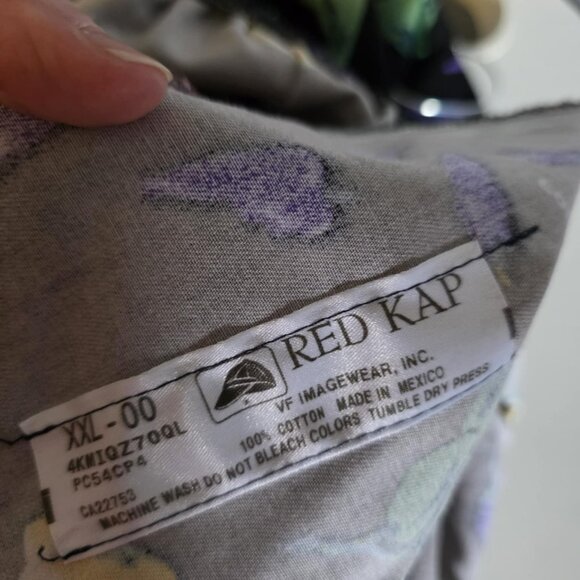 RED KAP
VF IMAGEWEAR, INC.
XXL - 00
4KMIQZ70QL
PC54CP4
100% COTTON MADE IN MEXICO
CA22753
MACHINE WASH DO NOT BLEACH COLORS TUMBLE DRY PRESS